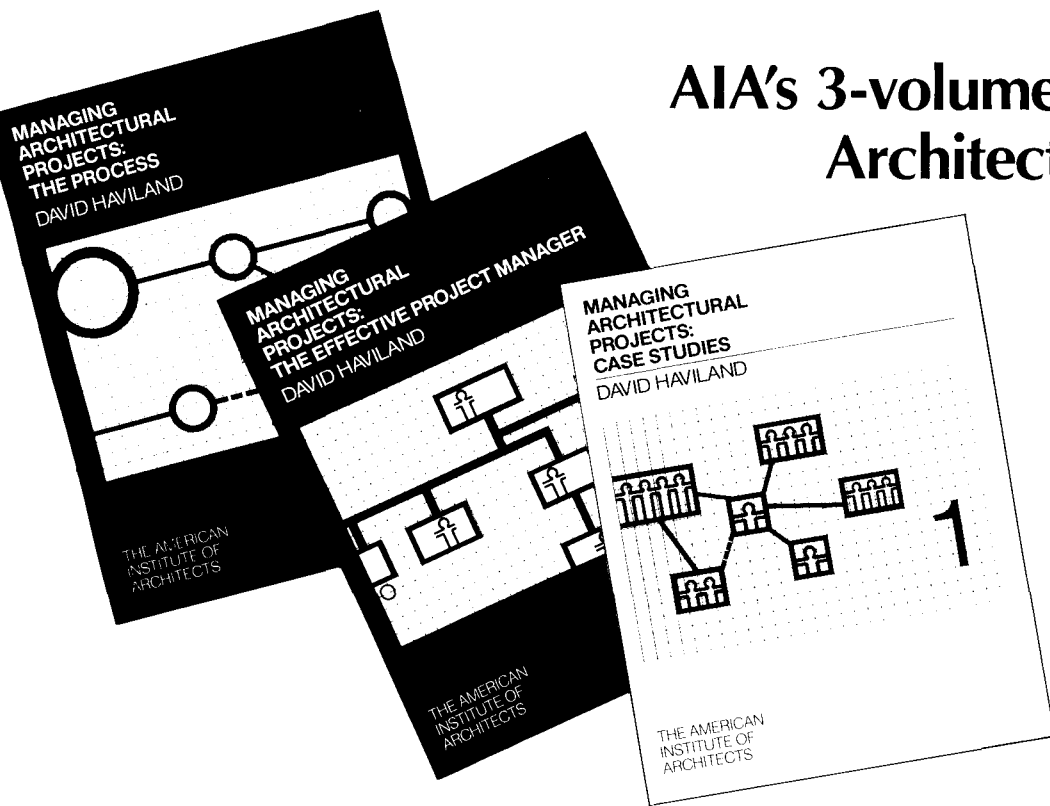 AIA's 3-volume
Architect
MANAGING
ARCHITECTURAL
PROJECTS:
THE PROCESS
DAVID HAVILAND
THE AMERICAN
INSTITUTE OF
ARCHITECTS
MANAGING
ARCHITECTURAL
PROJECTS:
THE EFFECTIVE PROJECT MANAGER
DAVID HAVILAND
THE AMERICAN
INSTITUTE OF
ARCHITECTS
MANAGING
ARCHITECTURAL
PROJECTS:
CASE STUDIES
DAVID HAVILAND
1
THE AMERICAN
INSTITUTE OF
ARCHITECTS